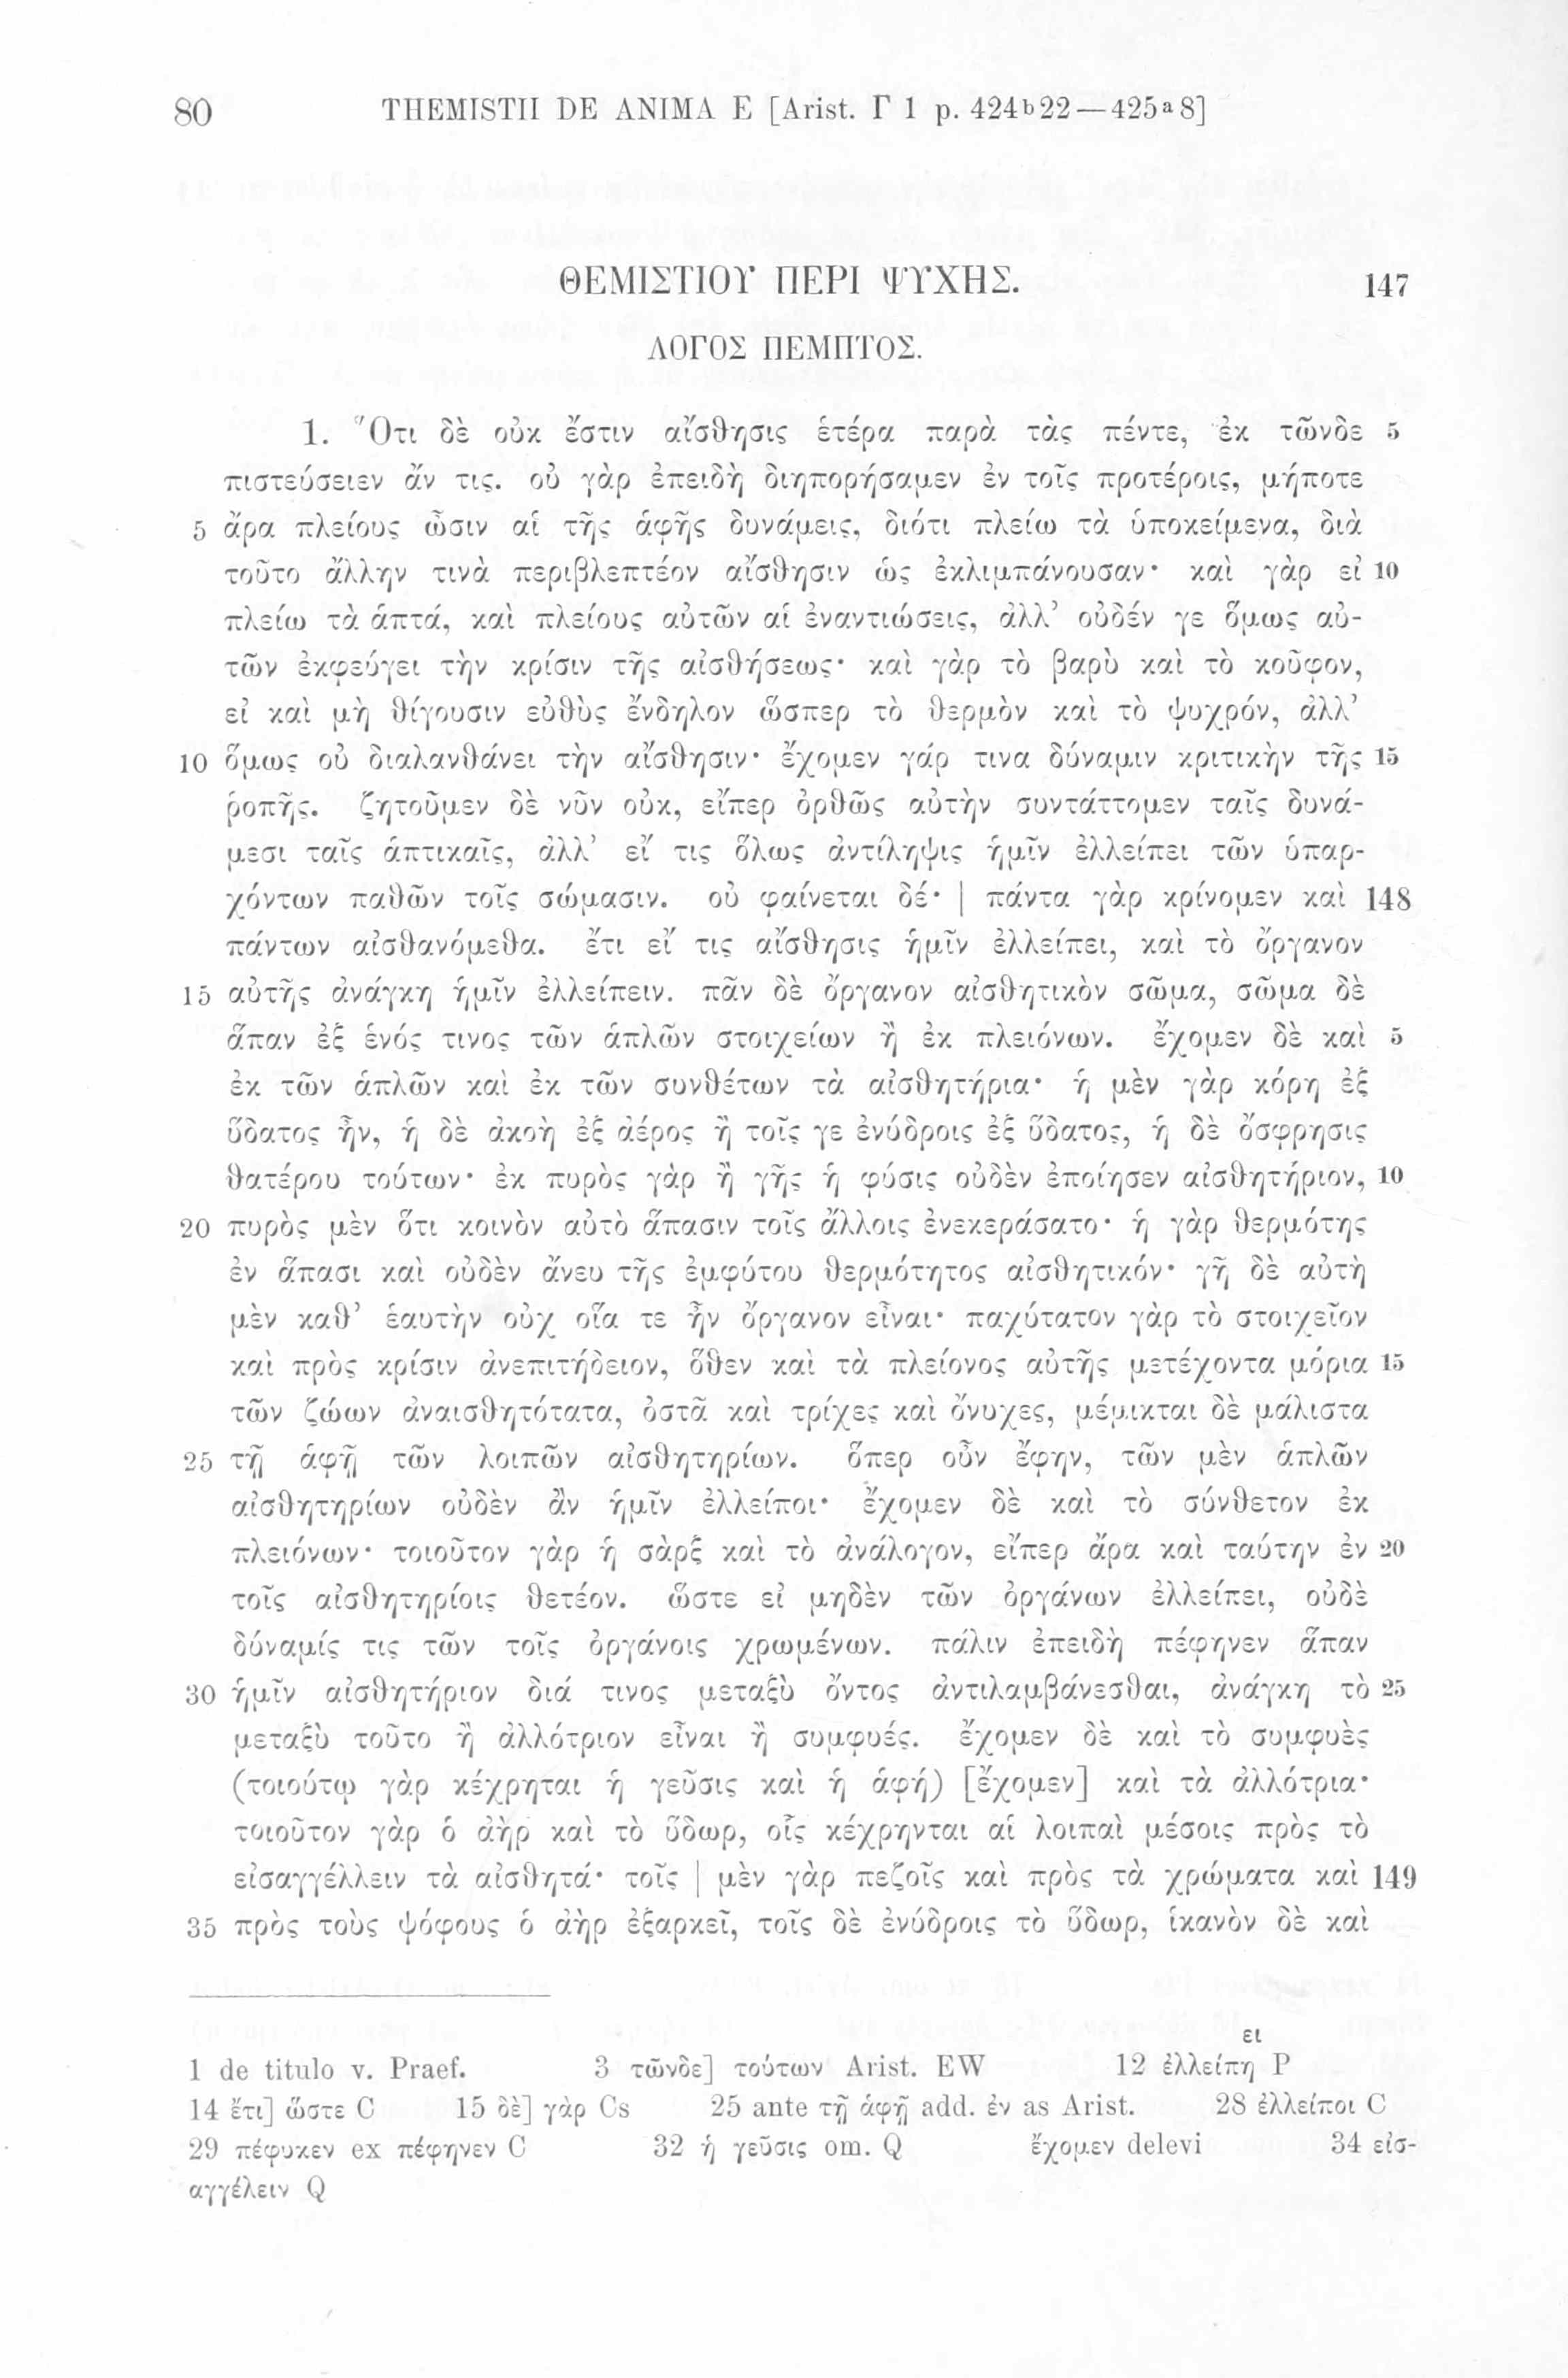 80 THEMISTII DE ANIMA E [Arist. Γ 1 p. 424b22—425a8]
ΘΕΜΙΣΤΙΟΥ ΠΕΡΙ ΨΥΧΗΣ. 147
ΛΟΓΟΣ ΠΕΜΠΤΟΣ.
1. Ὅτι δὲ οὐκ ἔστιν αἴσθησις ἑτέρα παρὰ τὰς πέντε, ἐκ τῶνδε 5
πιστεύσειεν ἄν τις. οὐ γὰρ ἐπειδὴ διηπορήσαμεν ἐν τοῖς προτέροις, μήποτε
5 ἄρα πλείους ὦσιν αἱ τῆς ἁφῆς δυνάμεις, διότι πλείω τὰ ὑποκείμενα, διὰ
τοῦτο ἄλλην τινὰ περιβλεπτέον αἴσθησιν ὡς ἐκλιμπάνουσαν· καὶ γὰρ εἰ 10
πλείω τὰ ἁπτά, καὶ πλείους αὐτῶν αἱ ἐναντιώσεις, ἀλλ’ οὐδέν γε ὅμως αὐ-
τῶν ἐκφεύγει τὴν κρίσιν τῆς αἰσθήσεως· καὶ γὰρ τὸ βαρὺ καὶ τὸ κοῦφον,
εἰ καὶ μὴ θίγουσιν εὐθὺς ἔνδηλον ὥσπερ τὸ θερμὸν καὶ τὸ ψυχρόν, ἀλλ’
10 ὅμως οὐ διαλανθάνει τὴν αἴσθησιν· ἔχομεν γάρ τινα δύναμιν κριτικὴν τῆς 15
ῥοπῆς. ζητοῦμεν δὲ νῦν οὐκ, εἴπερ ὀρθῶς αὐτὴν συντάττομεν ταῖς δυνά-
μεσι ταῖς ἁπτικαῖς, ἀλλ’ εἴ τις ὅλως ἀντίληψις ἡμῖν ἐλλείπει τῶν ὑπαρ-
χόντων παθῶν τοῖς σώμασιν. οὐ φαίνεται δέ· | πάντα γὰρ κρίνομεν καὶ 148
πάντων αἰσθανόμεθα. ἔτι εἴ τις αἴσθησις ἡμῖν ἐλλείπει, καὶ τὸ ὄργανον
15 αὐτῆς ἀνάγκη ἡμῖν ἐλλείπειν. πᾶν δὲ ὄργανον αἰσθητικὸν σῶμα, σῶμα δὲ
ἅπαν ἐξ ἑνός τινος τῶν ἁπλῶν στοιχείων ἢ ἐκ πλειόνων. ἔχομεν δὲ καὶ 5
ἐκ τῶν ἁπλῶν καὶ ἐκ τῶν συνθέτων τὰ αἰσθητήρια· ἡ μὲν γὰρ κόρη ἐξ
ὕδατος ἦν, ἡ δὲ ἀκοὴ ἐξ ἀέρος ἢ τοῖς γε ἐνύδροις ἐξ ὕδατος, ἡ δὲ ὄσφρησις
θατέρου τούτων· ἐκ πυρὸς γὰρ ἢ γῆς ἡ φύσις οὐδὲν ἐποίησεν αἰσθητήριον, 10
20 πυρὸς μὲν ὅτι κοινὸν αὐτὸ ἅπασιν τοῖς ἄλλοις ἐνεκεράσατο· ἡ γὰρ θερμότης
ἐν ἅπασι καὶ οὐδὲν ἄνευ τῆς ἐμφύτου θερμότητος αἰσθητικόν· γῆ δὲ αὐτὴ
μὲν καθ’ ἑαυτὴν οὐχ οἵα τε ἦν ὄργανον εἶναι· παχύτατον γὰρ τὸ στοιχεῖον
καὶ πρὸς κρίσιν ἀνεπιτήδειον, ὅθεν καὶ τὰ πλείονος αὐτῆς μετέχοντα μόρια 15
τῶν ζώων ἀναισθητότατα, ὀστᾶ καὶ τρίχες καὶ ὄνυχες, μέμικται δὲ μάλιστα
25 τῇ ἁφῇ τῶν λοιπῶν αἰσθητηρίων. ὅπερ οὖν ἔφην, τῶν μὲν ἁπλῶν
αἰσθητηρίων οὐδὲν ἂν ἡμῖν ἐλλείποι· ἔχομεν δὲ καὶ τὸ σύνθετον ἐκ
πλειόνων· τοιοῦτον γὰρ ἡ σὰρξ καὶ τὸ ἀνάλογον, εἴπερ ἄρα καὶ ταύτην ἐν 20
τοῖς αἰσθητηρίοις θετέον. ὥστε εἰ μηδὲν τῶν ὀργάνων ἐλλείπει, οὐδὲ
δύναμίς τις τῶν τοῖς ὀργάνοις χρωμένων. πάλιν ἐπειδὴ πέφηνεν ἅπαν
30 ἡμῖν αἰσθητήριον διά τινος μεταξὺ ὄντος ἀντιλαμβάνεσθαι, ἀνάγκη τὸ 25
μεταξὺ τοῦτο ἢ ἀλλότριον εἶναι ἢ συμφυές. ἔχομεν δὲ καὶ τὸ συμφυὲς
(τοιούτῳ γὰρ κέχρηται ἡ γεῦσις καὶ ἡ ἁφή) [ἔχομεν] καὶ τὰ ἀλλότρια·
τοιοῦτον γὰρ ὁ ἀὴρ καὶ τὸ ὕδωρ, οἷς κέχρηνται αἱ λοιπαὶ μέσοις πρὸς τὸ
εἰσαγγέλλειν τὰ αἰσθητά· τοῖς | μὲν γὰρ πεζοῖς καὶ πρὸς τὰ χρώματα καὶ 149
35 πρὸς τοὺς ψόφους ὁ ἀὴρ ἐξαρκεῖ, τοῖς δὲ ἐνύδροις τὸ ὕδωρ, ἱκανὸν δὲ καὶ
ει
1 de titulo v. Praef. 3 τῶνδε] τούτων Arist. EW 12 ἐλλείπη P
14 ἔτι] ὥστε C 15 δὲ] γὰρ Cs 25 ante τῇ ἁφῇ add. ἐν as Arist. 28 ἐλλείποι C
29 πέφυκεν ex πέφηνεν C 32 ἡ γεῦσις om. Q ἔχομεν delevi 34 εἰσ-
αγγέλειν Q